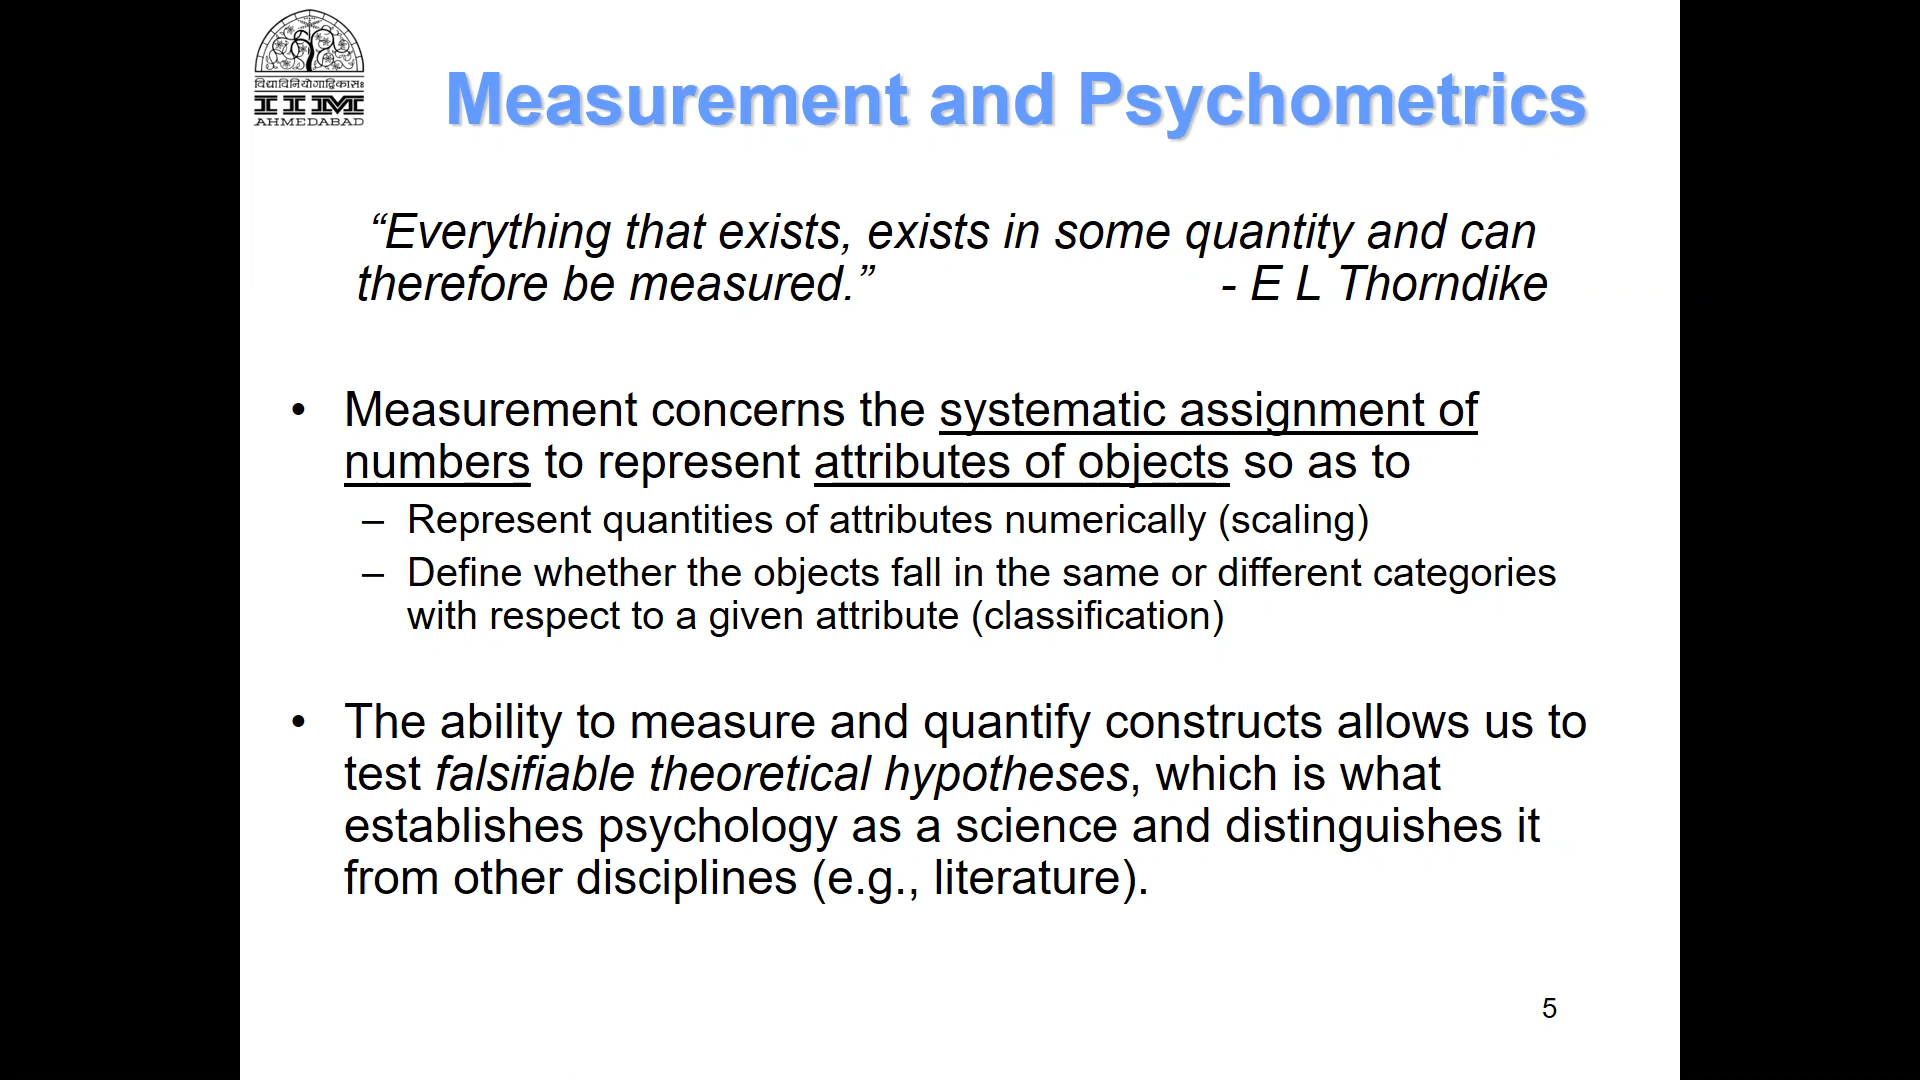 विद्याविनियोगाद्विकासः
IIM
AHMEDABAD
Measurement and Psychometrics
“Everything that exists, exists in some quantity and can
therefore be measured.” - E L Thorndike
• Measurement concerns the systematic assignment of
numbers to represent attributes of objects so as to
– Represent quantities of attributes numerically (scaling)
– Define whether the objects fall in the same or different categories
with respect to a given attribute (classification)
• The ability to measure and quantify constructs allows us to
test falsifiable theoretical hypotheses, which is what
establishes psychology as a science and distinguishes it
from other disciplines (e.g., literature).
5